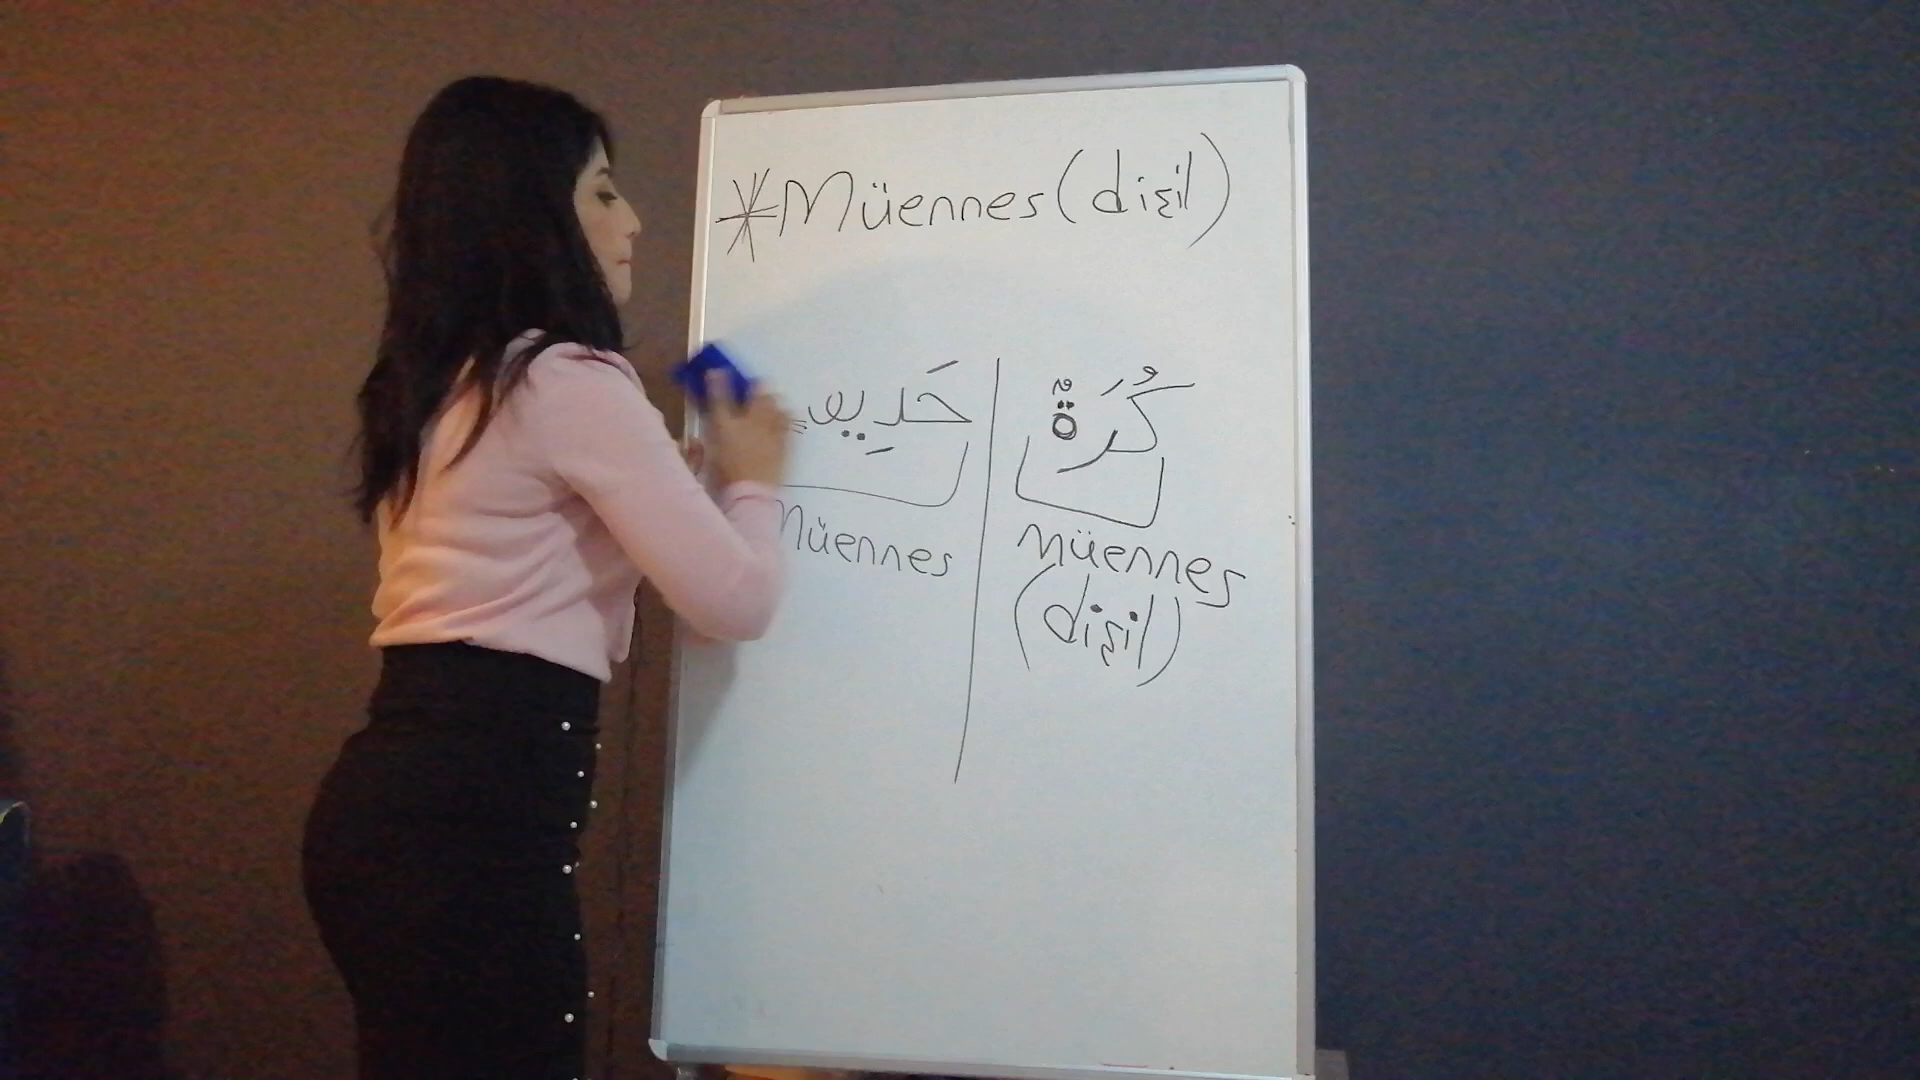 *Müennes (dişil)
كُرَةٌ
müennes
(dişil)
Müennes